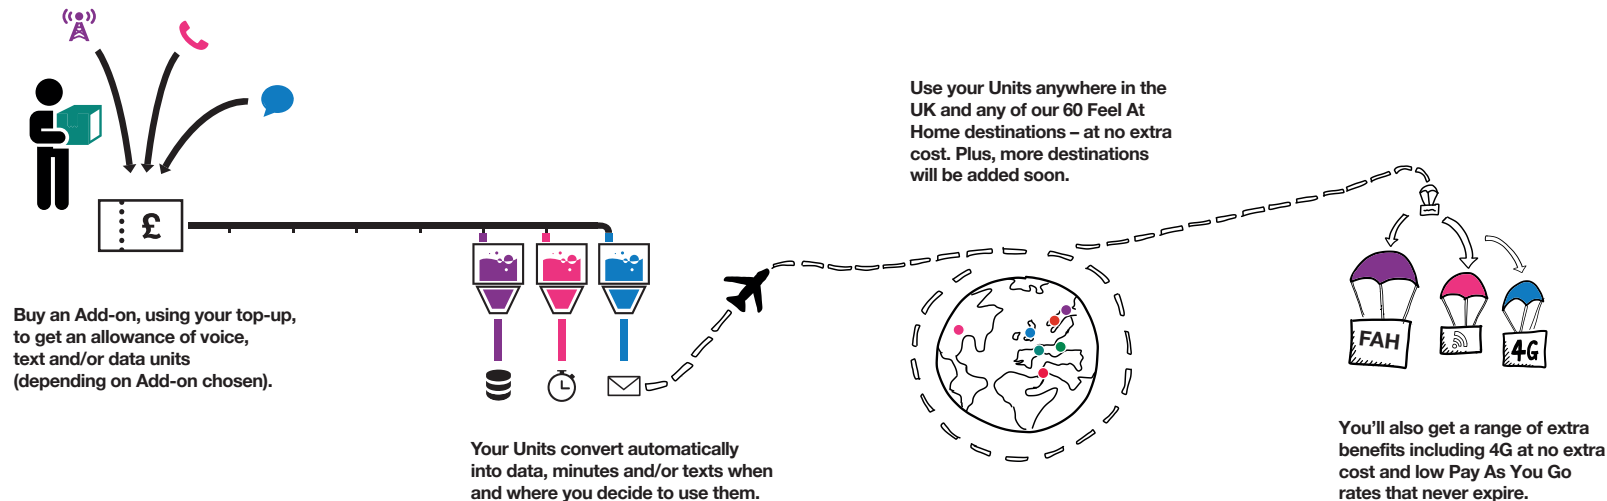 £
Buy an Add-on, using your top-up,
to get an allowance of voice,
text and/or data units
(depending on Add-on chosen).
Your Units convert automatically
into data, minutes and/or texts when
and where you decide to use them.
Use your Units anywhere in the
UK and any of our 60 Feel At
Home destinations – at no extra
cost. Plus, more destinations
will be added soon.
FAH
4G
You’ll also get a range of extra
benefits including 4G at no extra
cost and low Pay As You Go
rates that never expire.